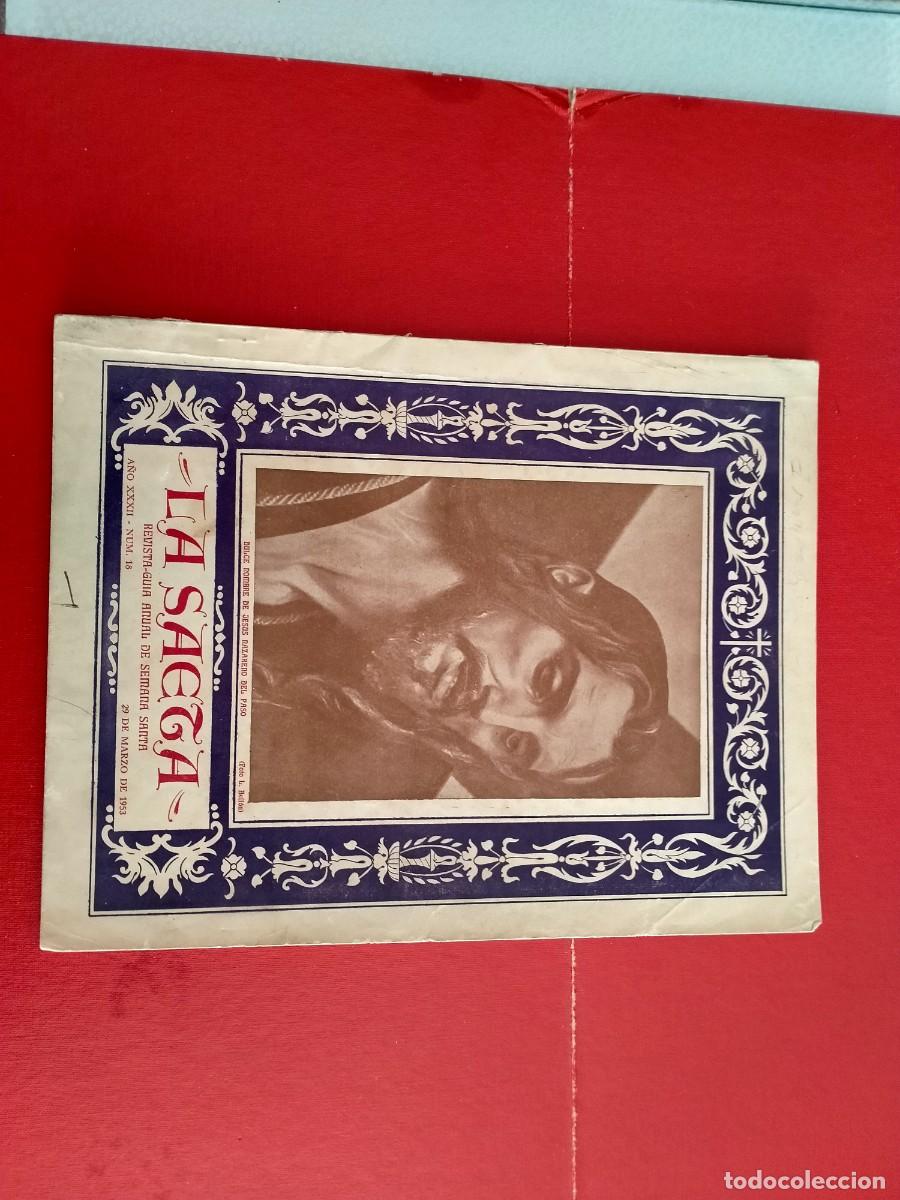 DULCE NOMBRE DE JESUS NAZARENO DEL PASO
(Foto L. Bellón)
LA SAETA
REVISTA-GUIA ANUAL DE SEMANA SANTA
AÑO XXXII - NUM. 18
29 DE MARZO DE 1953
todocoleccion